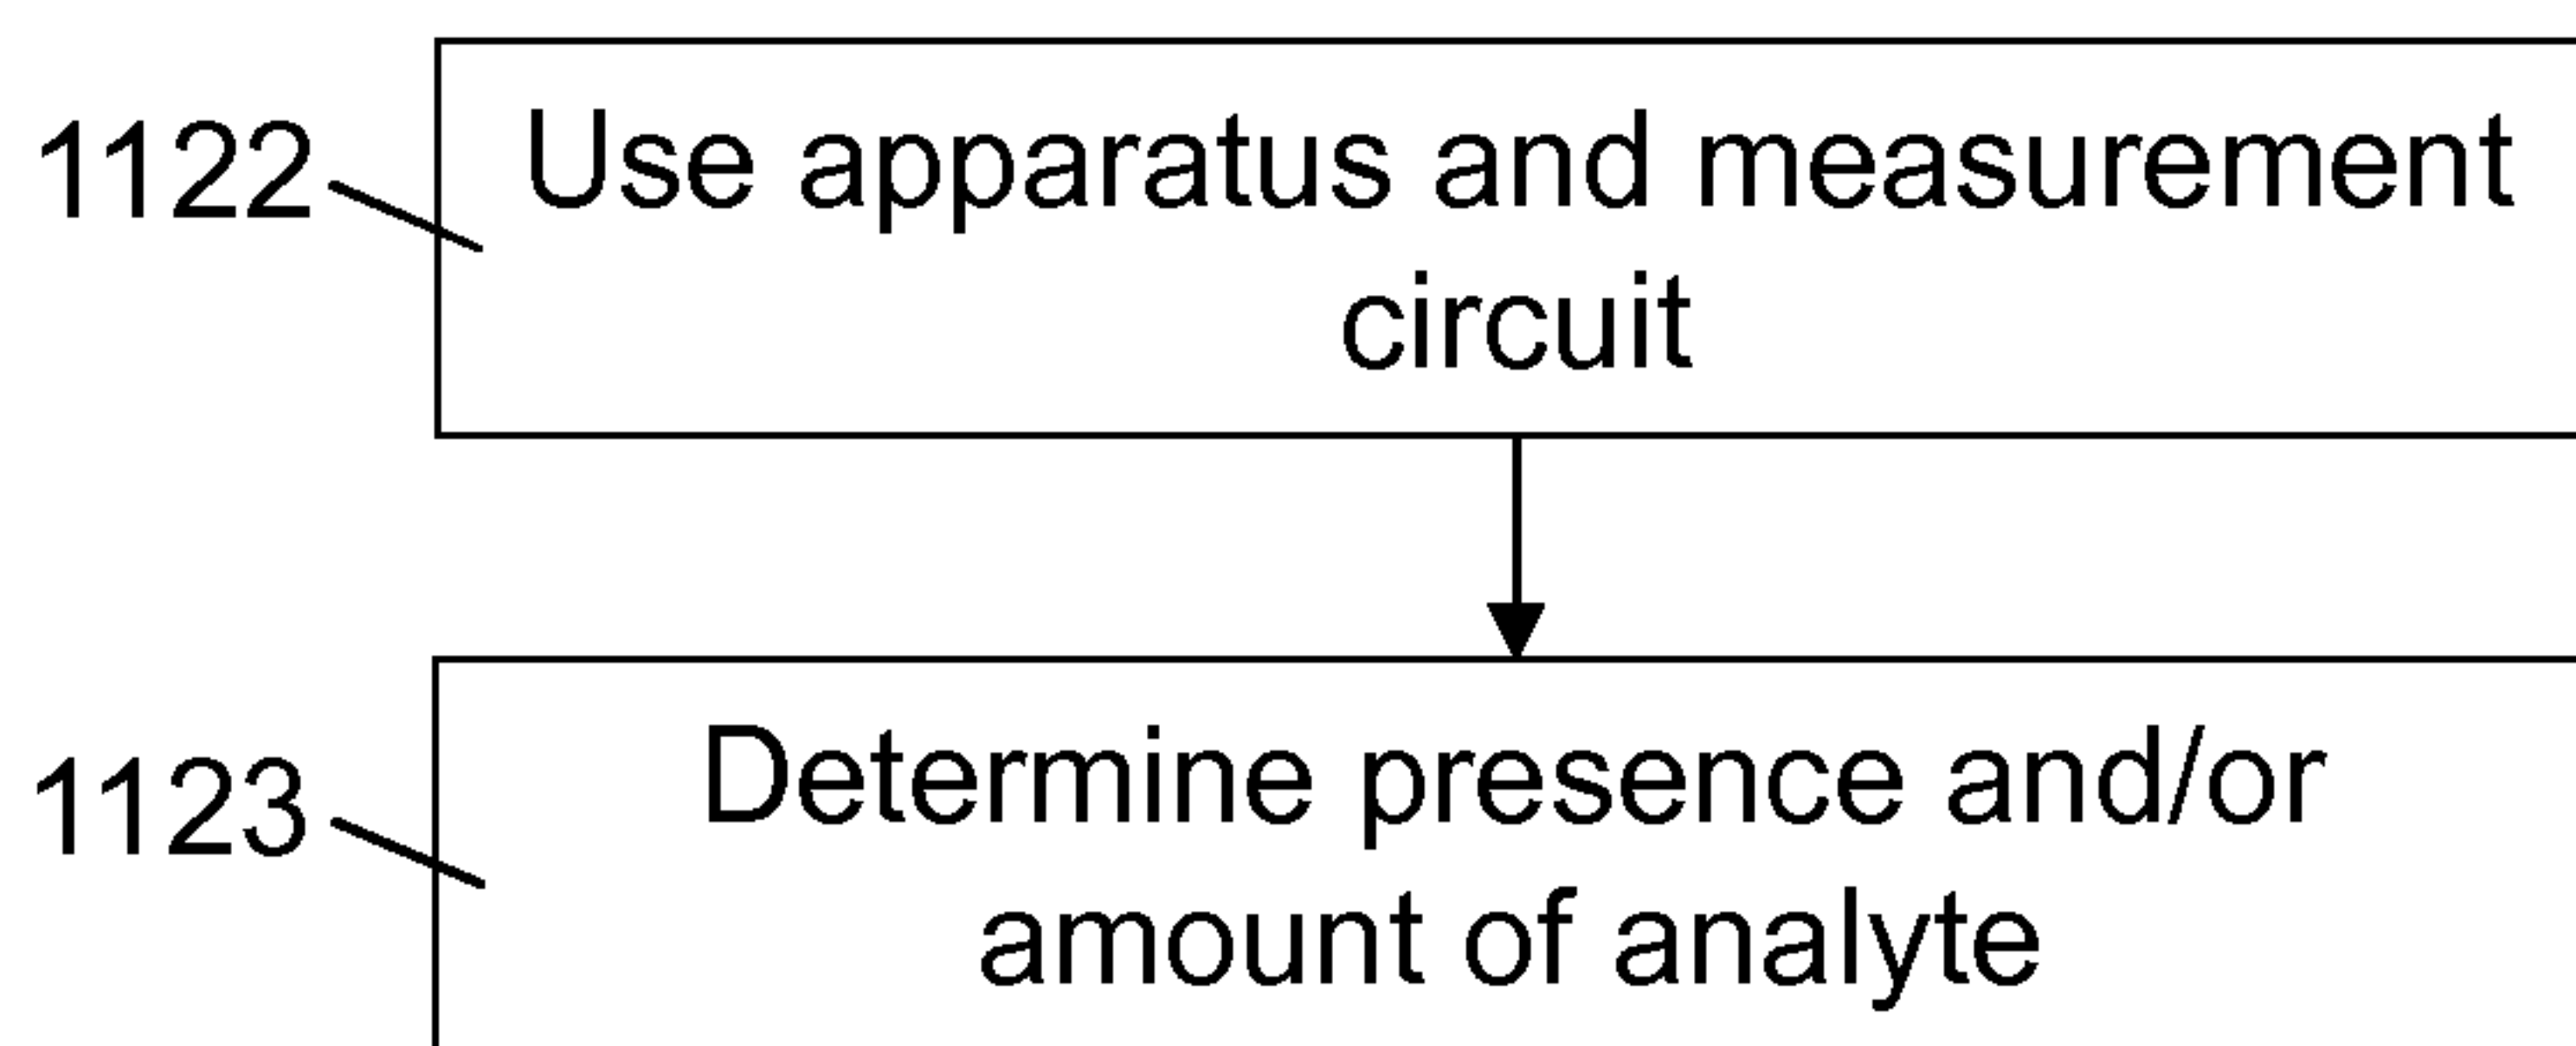 1122
Use apparatus and measurement
circuit
1123
Determine presence and/or
amount of analyte